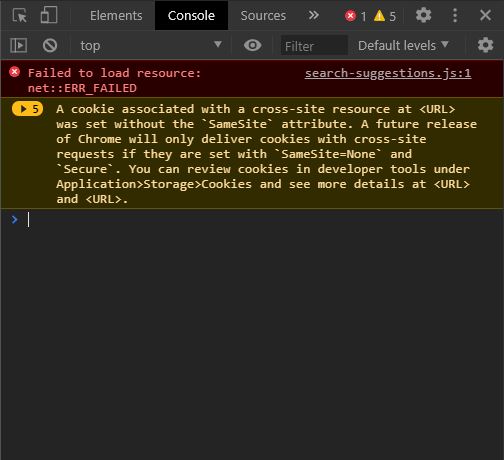 Elements Console Sources » 1 5
top Filter Default levels ▼
Failed to load resource: search-suggestions.js:1
net::ERR_FAILED
5 A cookie associated with a cross-site resource at <URL>
was set without the `SameSite` attribute. A future release
of Chrome will only deliver cookies with cross-site
requests if they are set with `SameSite=None` and
`Secure`. You can review cookies in developer tools under
Application>Storage>Cookies and see more details at <URL>
and <URL>.